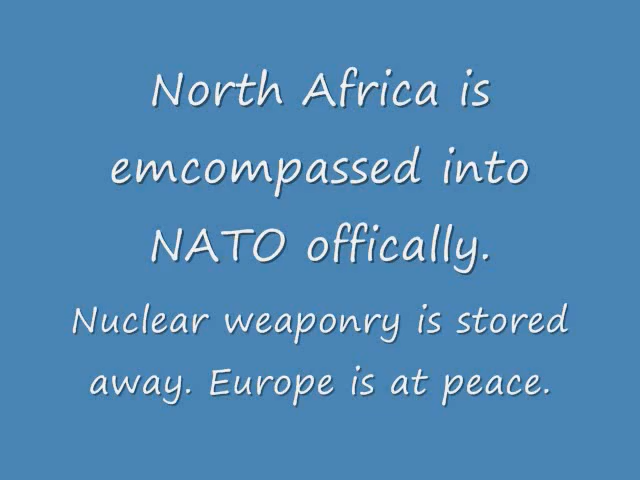 North Africa is
emcompassed into
NATO offically.
Nuclear weaponry is stored
away. Europe is at peace.